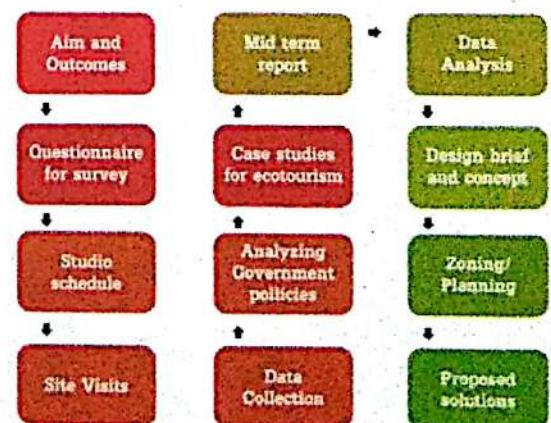 Aim and
Outcomes
Questionnaire
for survey
Studio
schedule
Site Visits
Data
Collection
Analyzing
Government
pollicies
Case studies
for ecotourism
Mid term
report
Data
Analysis
Design brief
and concept
Zoning/
Planning
Proposed
solutions